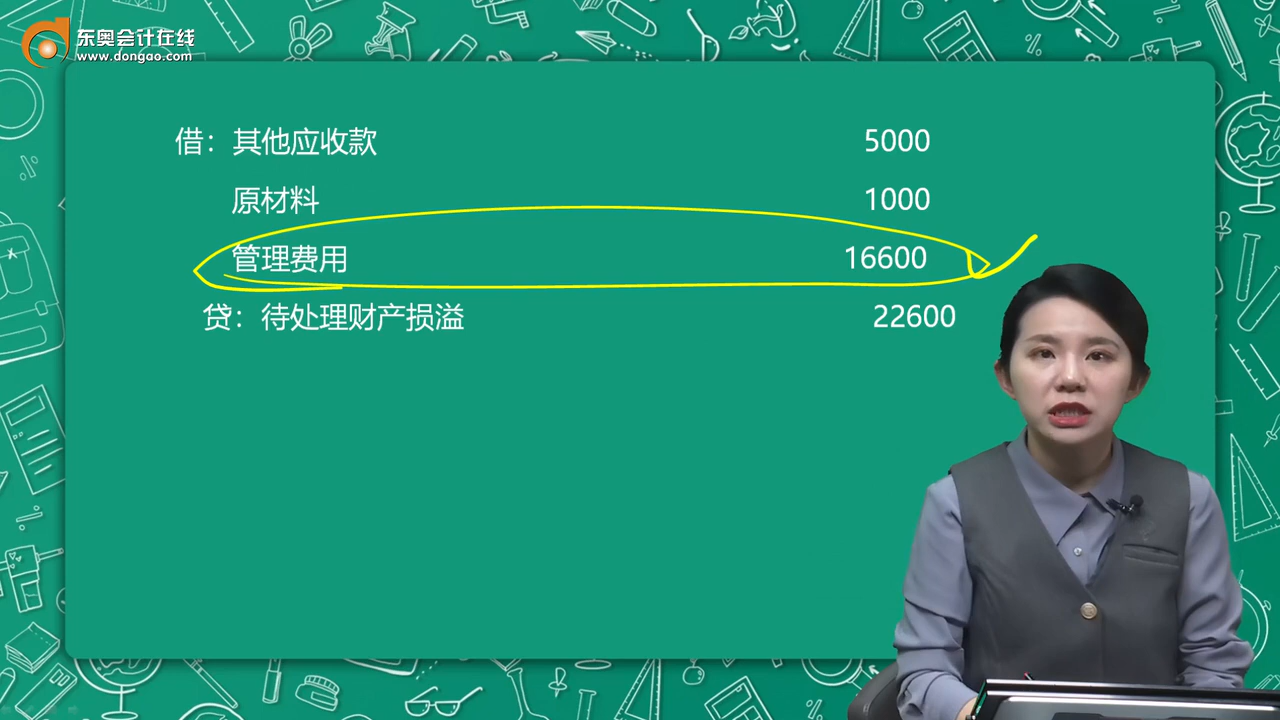 东奥会计在线
www.dongao.com
借：其他应收款 5000
原材料 1000
管理费用 16600
贷：待处理财产损溢 22600